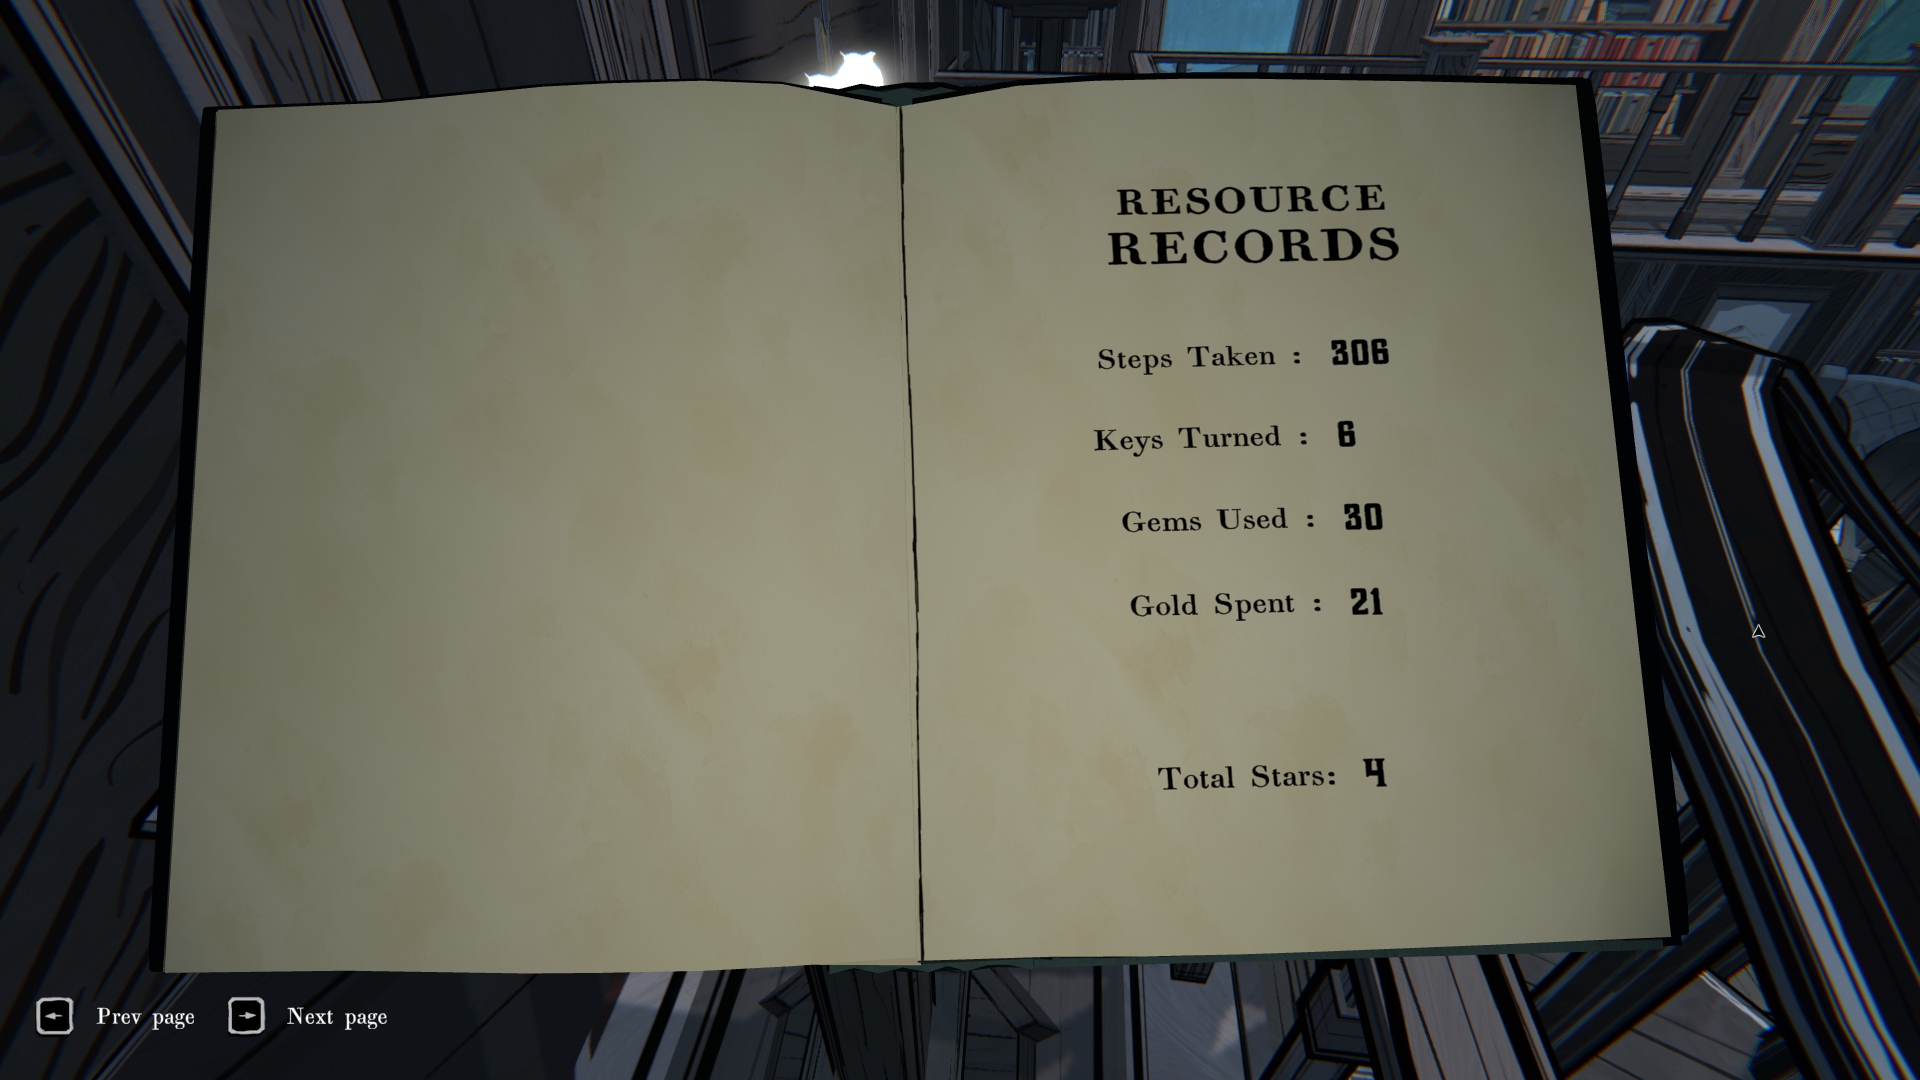 RESOURCE
RECORDS
Steps Taken : 306
Keys Turned : 6
Gems Used : 30
Gold Spent : 21
Total Stars: 4
Prev page
Next page